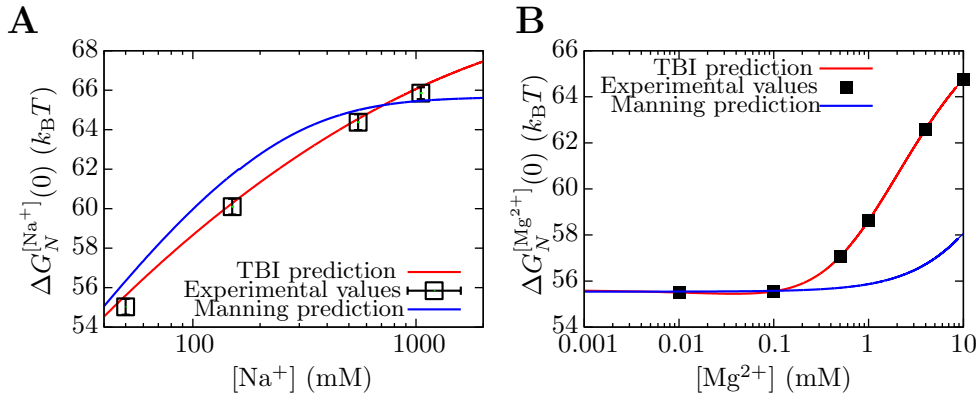 A
ΔG_N^{[Na⁺]}(0) (k_BT)
68
66
64
62
60
58
56
54
TBI prediction
Experimental values
Manning prediction
100
1000
[Na⁺] (mM)
B
ΔG_N^{[Mg²⁺]}(0) (k_BT)
66
64
62
60
58
56
54
TBI prediction
Experimental values
Manning prediction
0.001
0.01
0.1
1
10
[Mg²⁺] (mM)